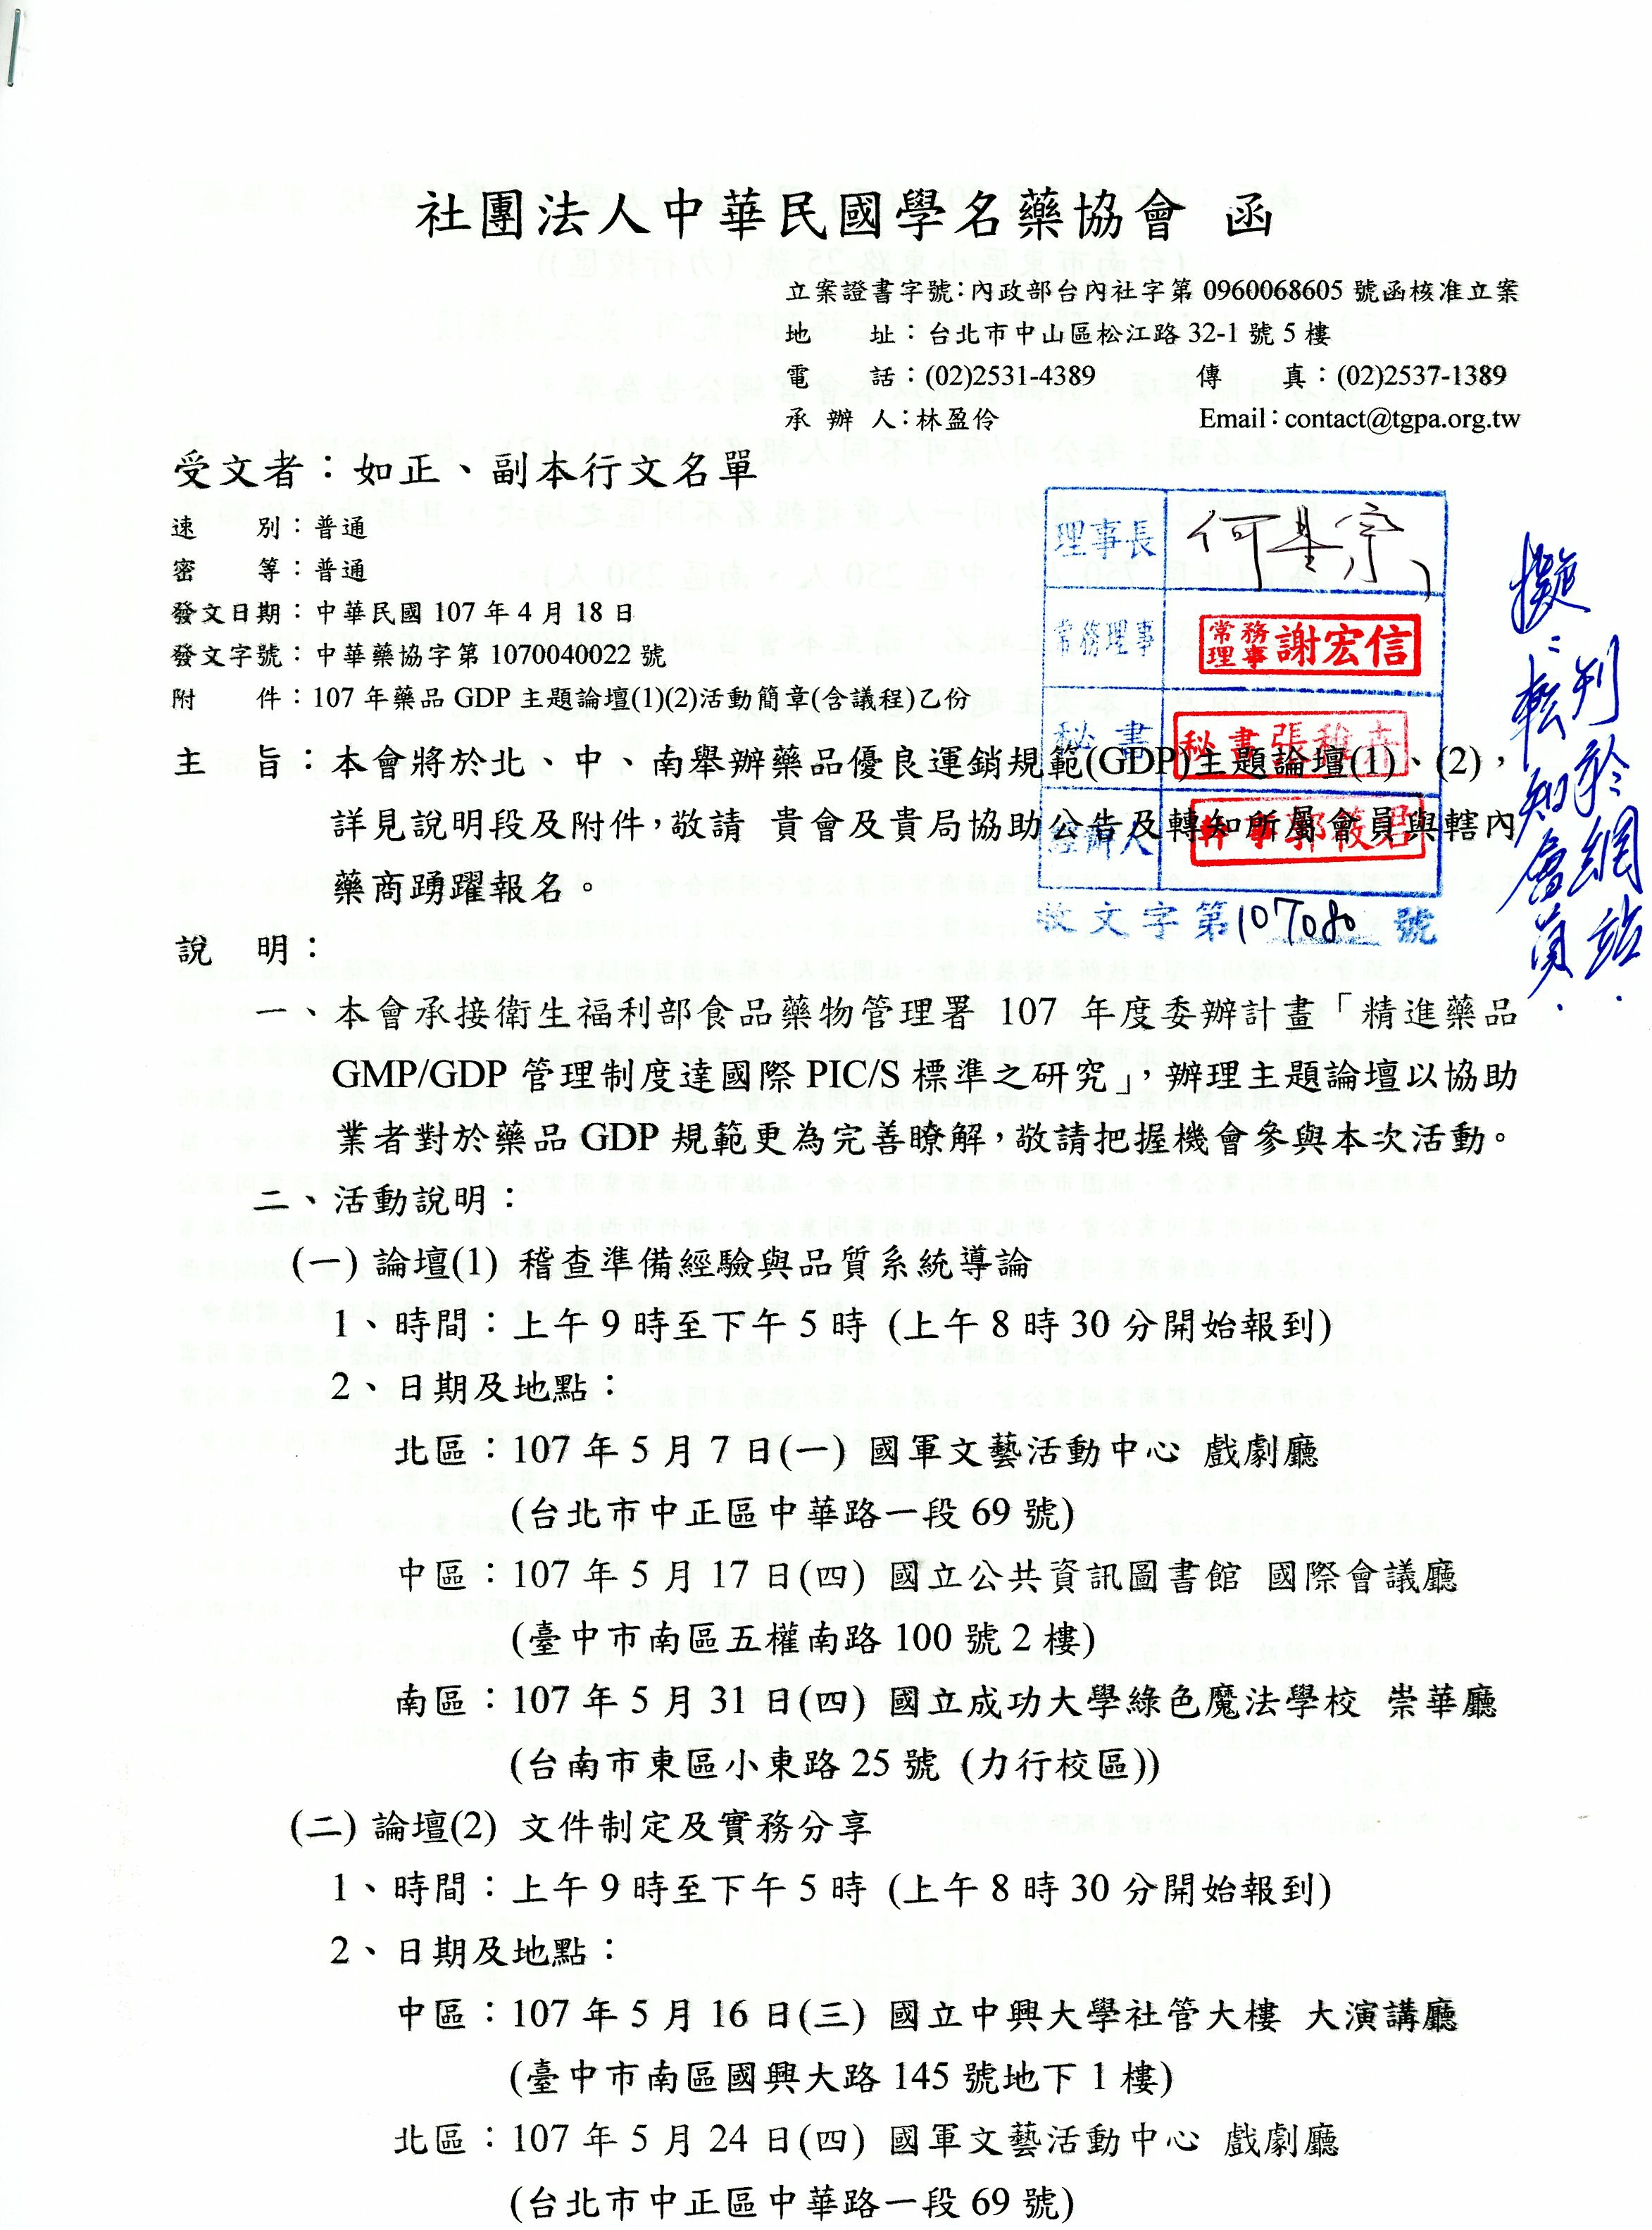 社團法人中華民國學名藥協會 函
立案證書字號：內政部台內社字第 0960068605 號函核准立案
地 址：台北市中山區松江路 32-1 號 5 樓
電 話：(02)2531-4389 傳 真：(02)2537-1389
承 辦 人：林盈伶 Email：contact@tgpa.org.tw
受文者：如正、副本行文名單
速 別：普通
密 等：普通
發文日期：中華民國 107 年 4 月 18 日
發文字號：中華藥協字第 1070040022 號
附 件：107 年藥品 GDP 主題論壇(1)(2)活動簡章(含議程)乙份
理事長 何基宗
常務理事 常務理事 謝宏信
秘書 秘書 張
經辦人 幹事 郭筱君
收文字第 107080 號
擬：轉知會員．
刊於網站．
主 旨：本會將於北、中、南舉辦藥品優良運銷規範(GDP)主題論壇(1)、(2)，
詳見說明段及附件，敬請 貴會及貴局協助公告及轉知所屬會員與轄內
藥商踴躍報名。
說 明：
一、本會承接衛生福利部食品藥物管理署 107 年度委辦計畫「精進藥品
GMP/GDP 管理制度達國際 PIC/S 標準之研究」，辦理主題論壇以協助
業者對於藥品 GDP 規範更為完善瞭解，敬請把握機會參與本次活動。
二、活動說明：
(一) 論壇(1) 稽查準備經驗與品質系統導論
1、時間：上午 9 時至下午 5 時 (上午 8 時 30 分開始報到)
2、日期及地點：
北區：107 年 5 月 7 日(一) 國軍文藝活動中心 戲劇廳
(台北市中正區中華路一段 69 號)
中區：107 年 5 月 17 日(四) 國立公共資訊圖書館 國際會議廳
(臺中市南區五權南路 100 號 2 樓)
南區：107 年 5 月 31 日(四) 國立成功大學綠色魔法學校 崇華廳
(台南市東區小東路 25 號 (力行校區))
(二) 論壇(2) 文件制定及實務分享
1、時間：上午 9 時至下午 5 時 (上午 8 時 30 分開始報到)
2、日期及地點：
中區：107 年 5 月 16 日(三) 國立中興大學社管大樓 大演講廳
(臺中市南區國興大路 145 號地下 1 樓)
北區：107 年 5 月 24 日(四) 國軍文藝活動中心 戲劇廳
(台北市中正區中華路一段 69 號)